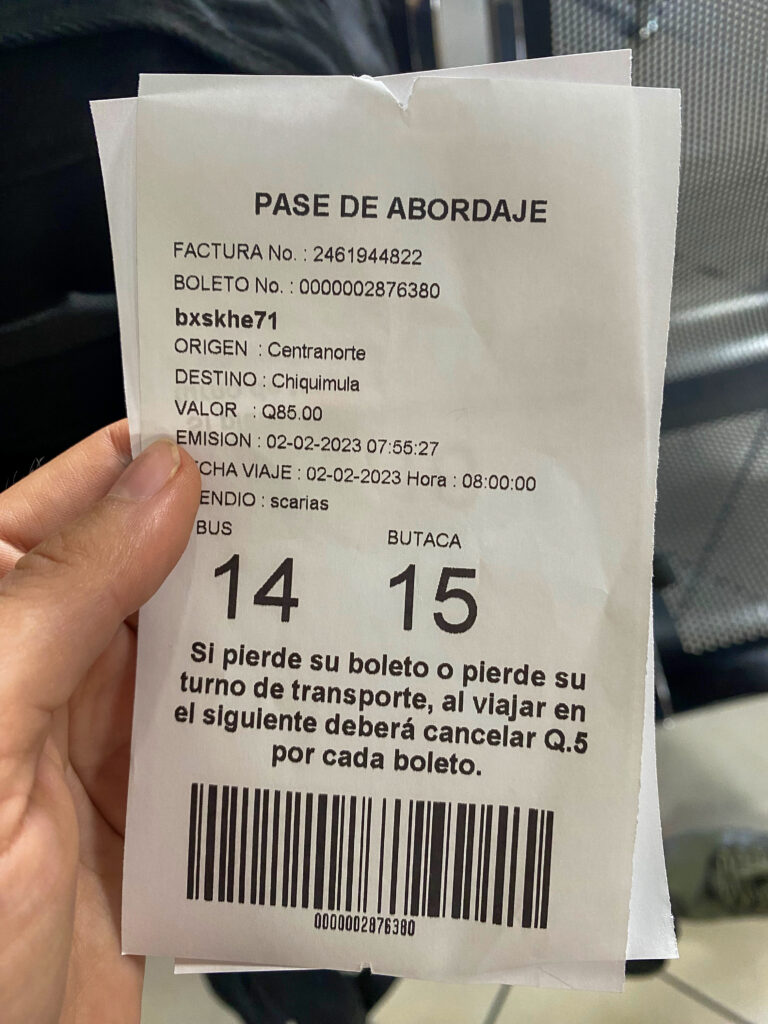 PASE DE ABORDAJE
FACTURA No. : 2461944822
BOLETO No. : 0000002876380
bxskhe71
ORIGEN : Centranorte
DESTINO : Chiquimula
VALOR : Q85.00
EMISION : 02-02-2023 07:55:27
CHA VIAJE : 02-02-2023 Hora : 08:00:00
ENDIO : scarias
BUS BUTACA
14 15
Si pierde su boleto o pierde su
turno de transporte, al viajar en
el siguiente deberá cancelar Q.5
por cada boleto.
0000002876380